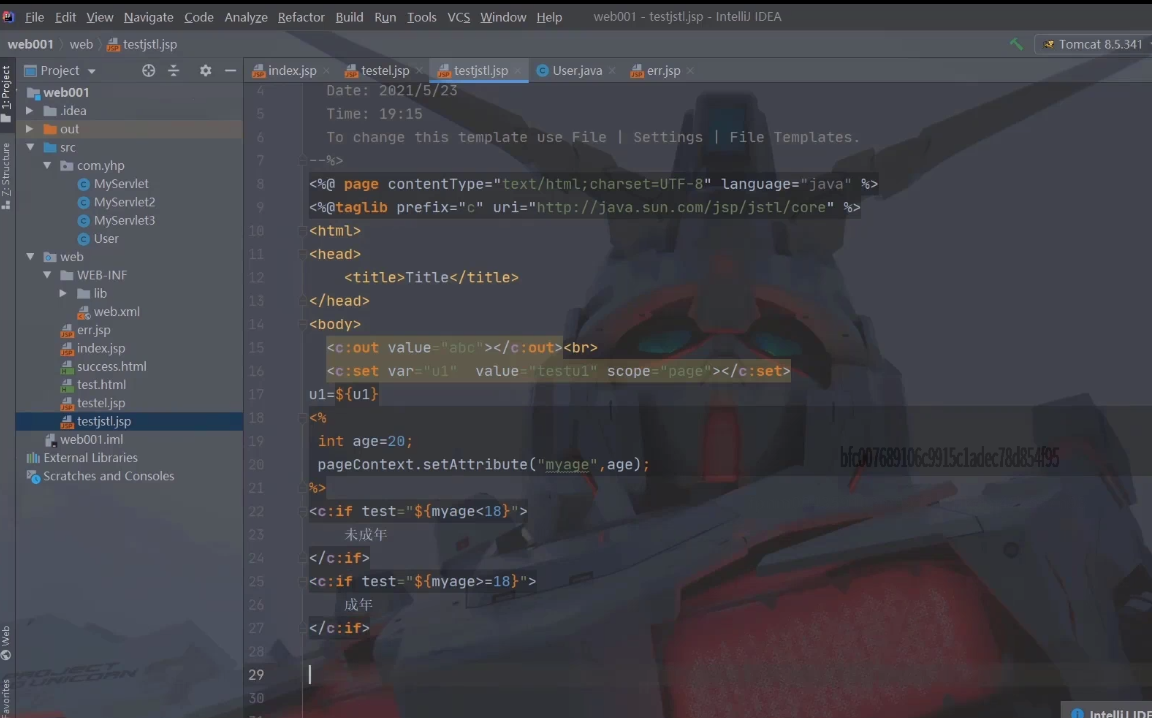 File Edit View Navigate Code Analyze Refactor Build Run Tools VCS Window Help web001 - testjstl.jsp - IntelliJ IDEA
web001 web testjstl.jsp Tomcat 8.5.341
Project index.jsp testel.jsp testjstl.jsp User.java err.jsp
1: Project
Z: Structure
Web
Favorites
web001
.idea
out
src
com.yhp
MyServlet
MyServlet2
MyServlet3
User
web
WEB-INF
lib
web.xml
err.jsp
index.jsp
success.html
test.html
testel.jsp
testjstl.jsp
web001.iml
External Libraries
Scratches and Consoles
4 Date: 2021/5/23
5 Time: 19:15
6 To change this template use File | Settings | File Templates.
7 --%>
8 <%@ page contentType="text/html;charset=UTF-8" language="java" %>
9 <%@taglib prefix="c" uri="http://java.sun.com/jsp/jstl/core" %>
10 <html>
11 <head>
12 <title>Title</title>
13 </head>
14 <body>
15 <c:out value="abc"></c:out><br>
16 <c:set var="u1" value="testu1" scope="page"></c:set>
17 u1=${u1}
18 <%
19 int age=20;
20 pageContext.setAttribute("myage",age);
21 %>
22 <c:if test="${myage<18}">
23 未成年
24 </c:if>
25 <c:if test="${myage>=18}">
26 成年
27 </c:if>
28
29
30
bfc007689106c9915c1adec78d854f95
PROJECT
UNICORN
IntelliJ IDE